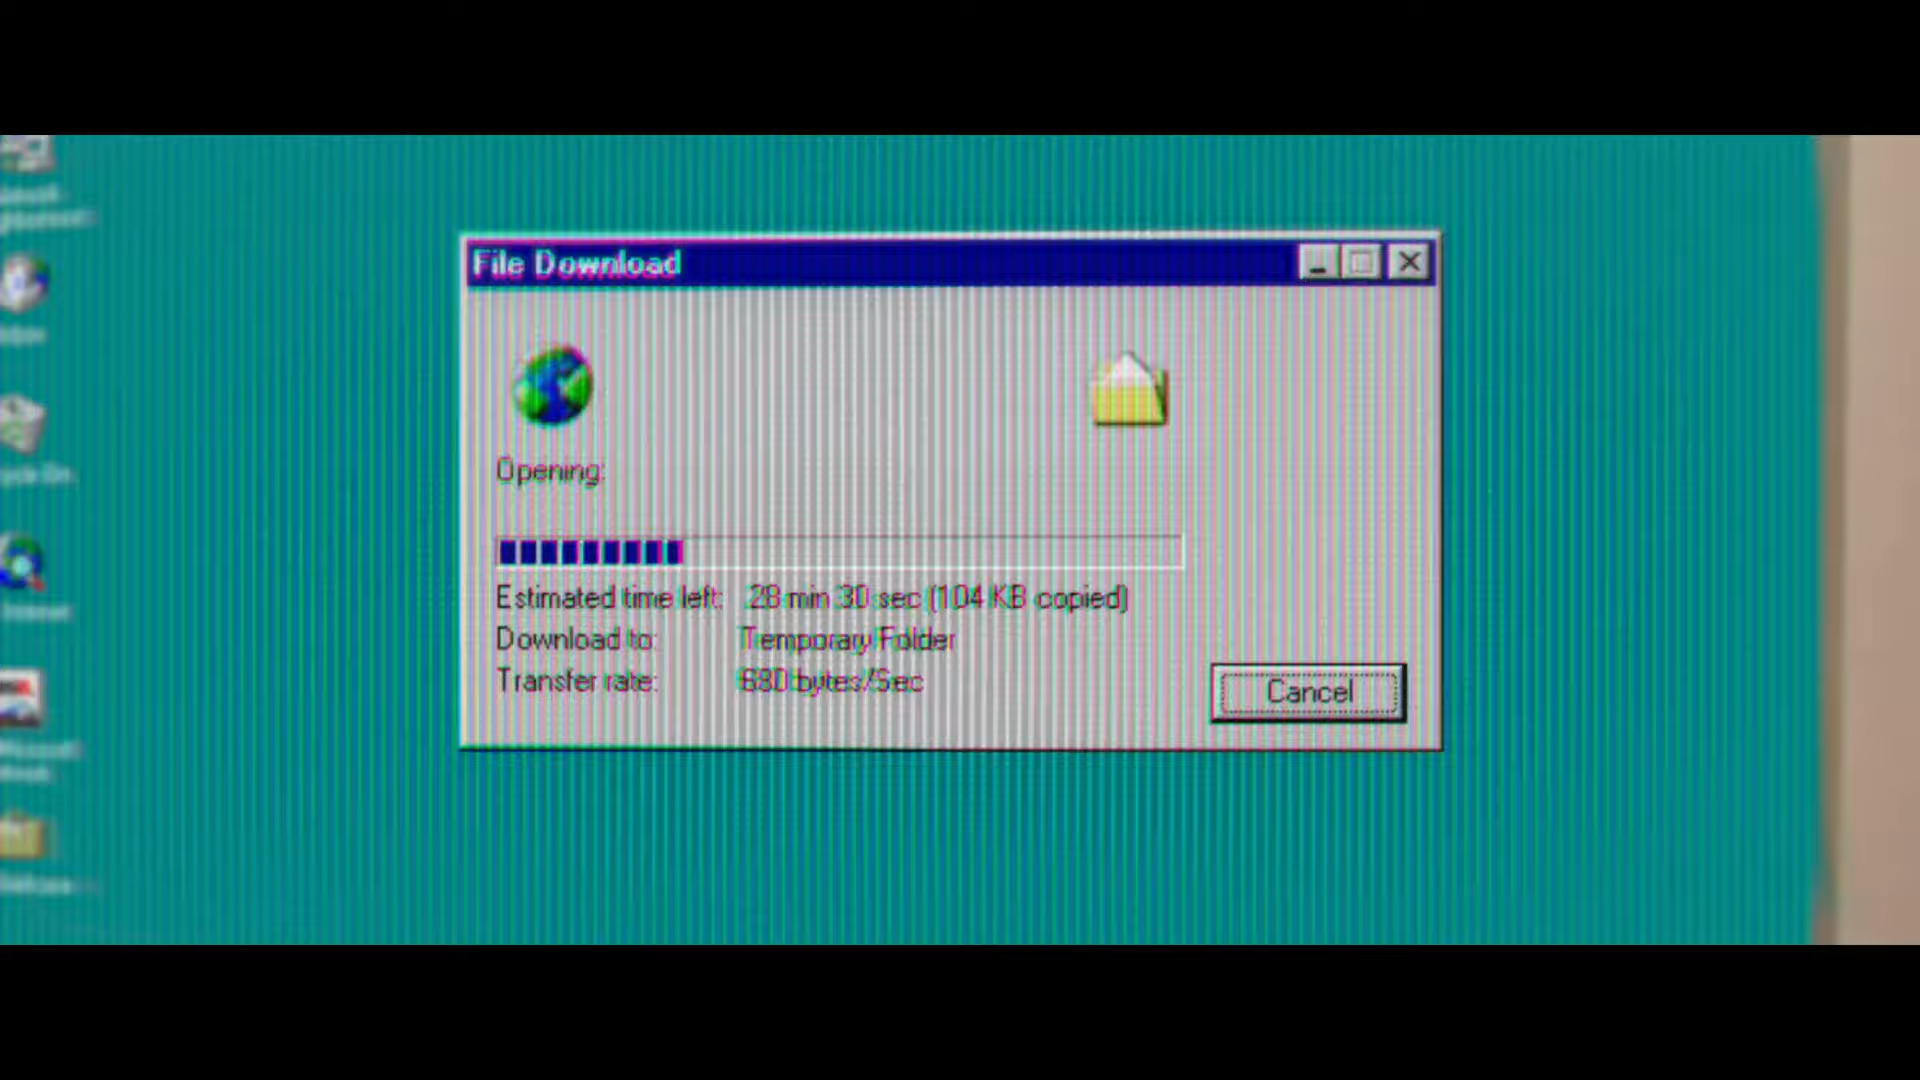 File Download
Opening:
Estimated time left: 28 min 30 sec (104 KB copied)
Download to: Temporary Folder
Transfer rate: bytes/Sec
Cancel